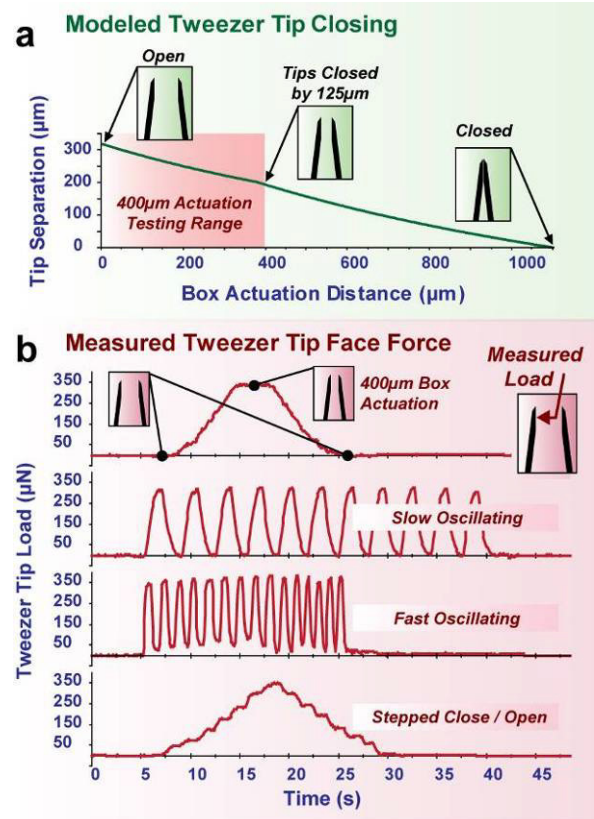 a Modeled Tweezer Tip Closing
Open
Tips Closed
by 125µm
Closed
Tip Separation (µm)
300
200
100
0
400µm Actuation
Testing Range
0 200 400 600 800 1000
Box Actuation Distance (µm)
b Measured Tweezer Tip Face Force
Measured
Load
400µm Box
Actuation
Tweezer Tip Load (µN)
350
250
150
50
350
250
150
50
Slow Oscillating
350
250
150
50
Fast Oscillating
350
250
150
50
Stepped Close / Open
0 5 10 15 20 25 30 35 40 45
Time (s)